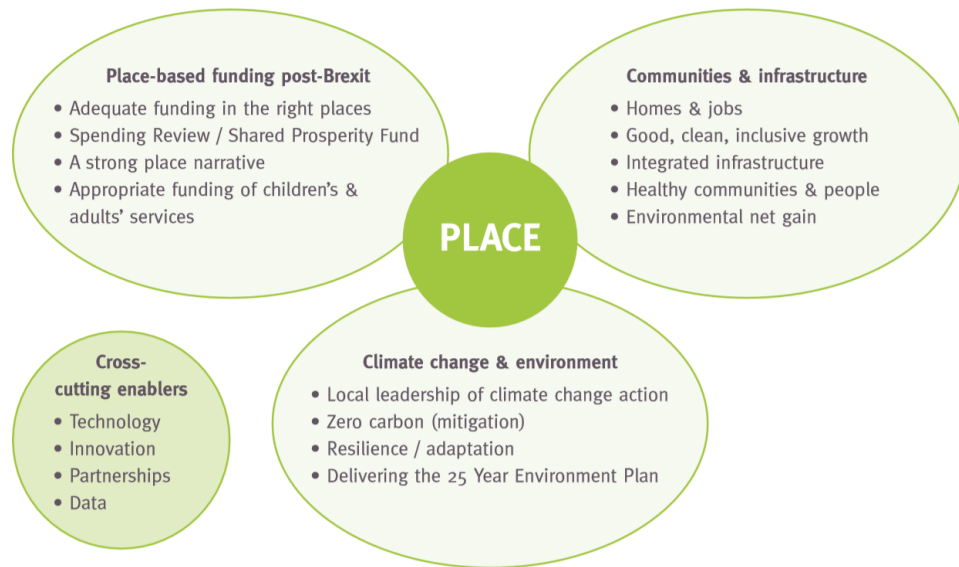 Place-based funding post-Brexit
• Adequate funding in the right places
• Spending Review / Shared Prosperity Fund
• A strong place narrative
• Appropriate funding of children’s &
adults’ services
Communities & infrastructure
• Homes & jobs
• Good, clean, inclusive growth
• Integrated infrastructure
• Healthy communities & people
• Environmental net gain
PLACE
Cross-
cutting enablers
• Technology
• Innovation
• Partnerships
• Data
Climate change & environment
• Local leadership of climate change action
• Zero carbon (mitigation)
• Resilience / adaptation
• Delivering the 25 Year Environment Plan